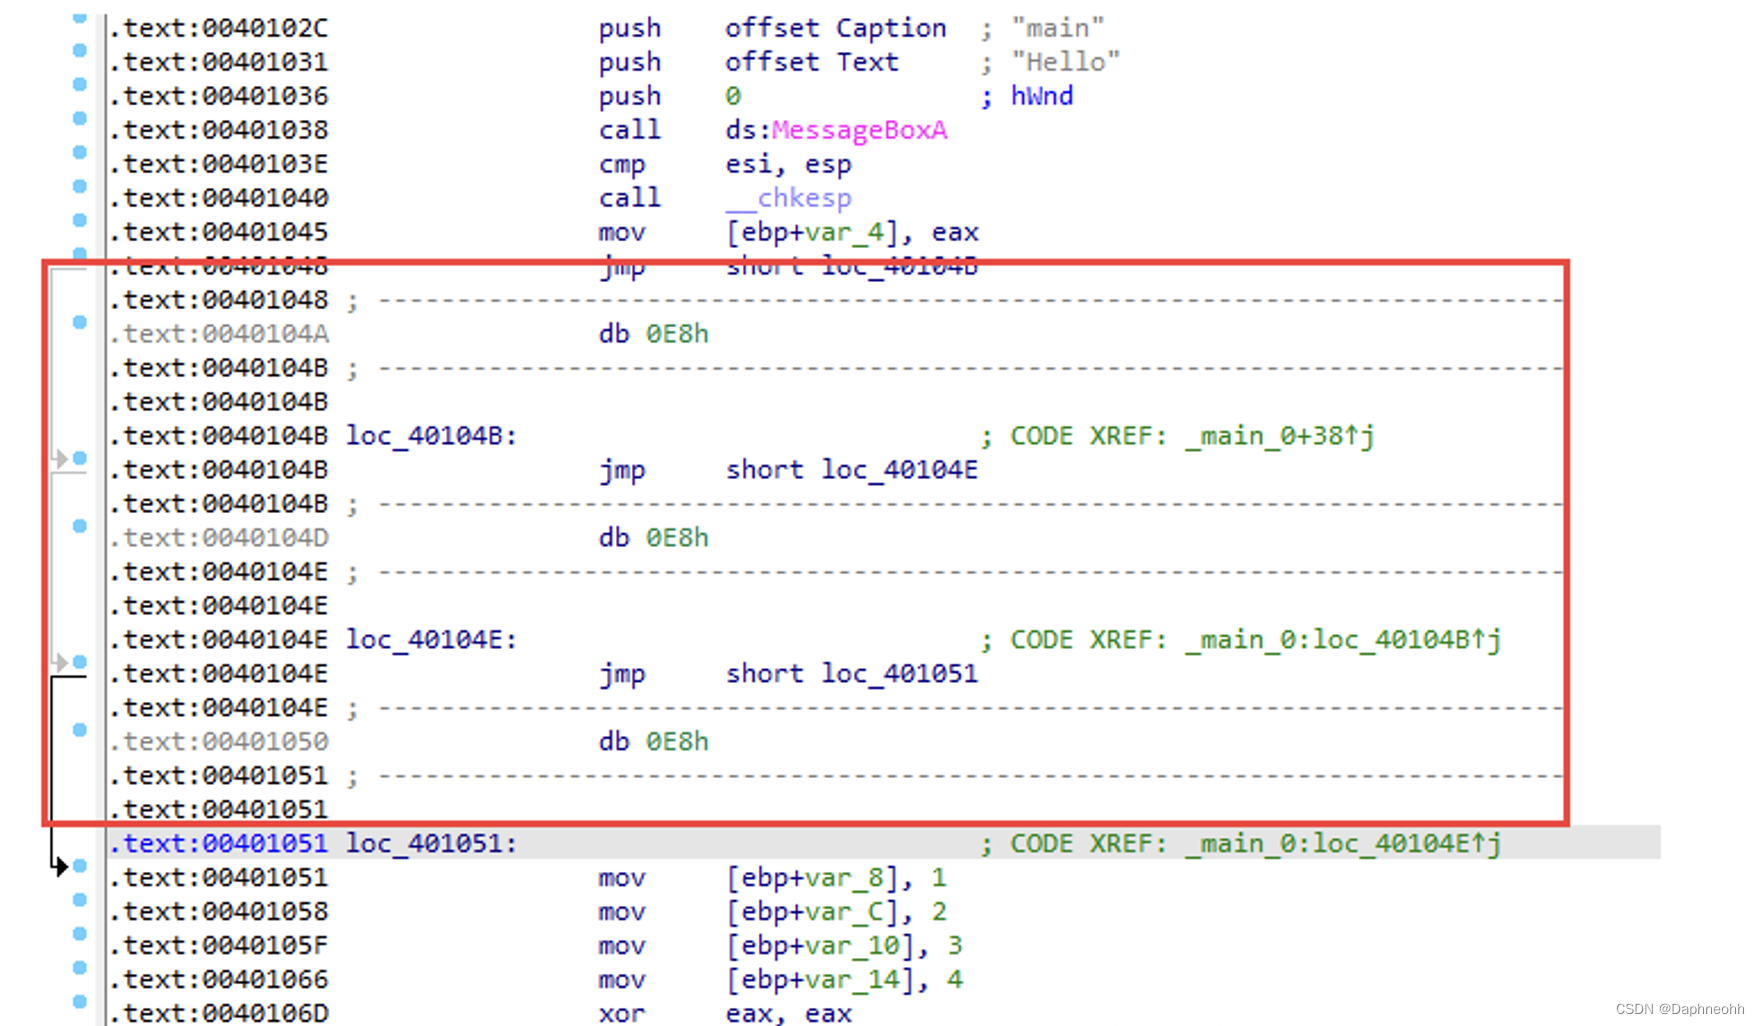 .text:0040102C push offset Caption ; "main"
.text:00401031 push offset Text ; "Hello"
.text:00401036 push 0 ; hWnd
.text:00401038 call ds:MessageBoxA
.text:0040103E cmp esi, esp
.text:00401040 call __chkesp
.text:00401045 mov [ebp+var_4], eax
.text:00401048 jmp short loc_40104B
.text:00401048 ; ---------------------------------------------------------------------------
.text:0040104A db 0E8h
.text:0040104B ; ---------------------------------------------------------------------------
.text:0040104B
.text:0040104B loc_40104B: ; CODE XREF: _main_0+38↑j
.text:0040104B jmp short loc_40104E
.text:0040104B ; ---------------------------------------------------------------------------
.text:0040104D db 0E8h
.text:0040104E ; ---------------------------------------------------------------------------
.text:0040104E
.text:0040104E loc_40104E: ; CODE XREF: _main_0:loc_40104B↑j
.text:0040104E jmp short loc_401051
.text:0040104E ; ---------------------------------------------------------------------------
.text:00401050 db 0E8h
.text:00401051 ; ---------------------------------------------------------------------------
.text:00401051
.text:00401051 loc_401051: ; CODE XREF: _main_0:loc_40104E↑j
.text:00401051 mov [ebp+var_8], 1
.text:00401058 mov [ebp+var_C], 2
.text:0040105F mov [ebp+var_10], 3
.text:00401066 mov [ebp+var_14], 4
.text:0040106D xor eax, eax
CSDN @Daphneohh